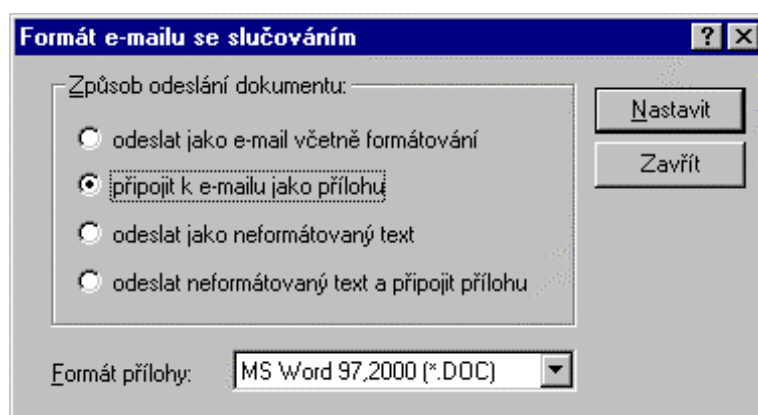 Formát e-mailu se slučováním
Způsob odeslání dokumentu:
odeslat jako e-mail včetně formátování
připojit k e-mailu jako přílohu
odeslat jako neformátovaný text
odeslat neformátovaný text a připojit přílohu
Nastavit
Zavřít
Formát přílohy: MS Word 97,2000 (*.DOC)